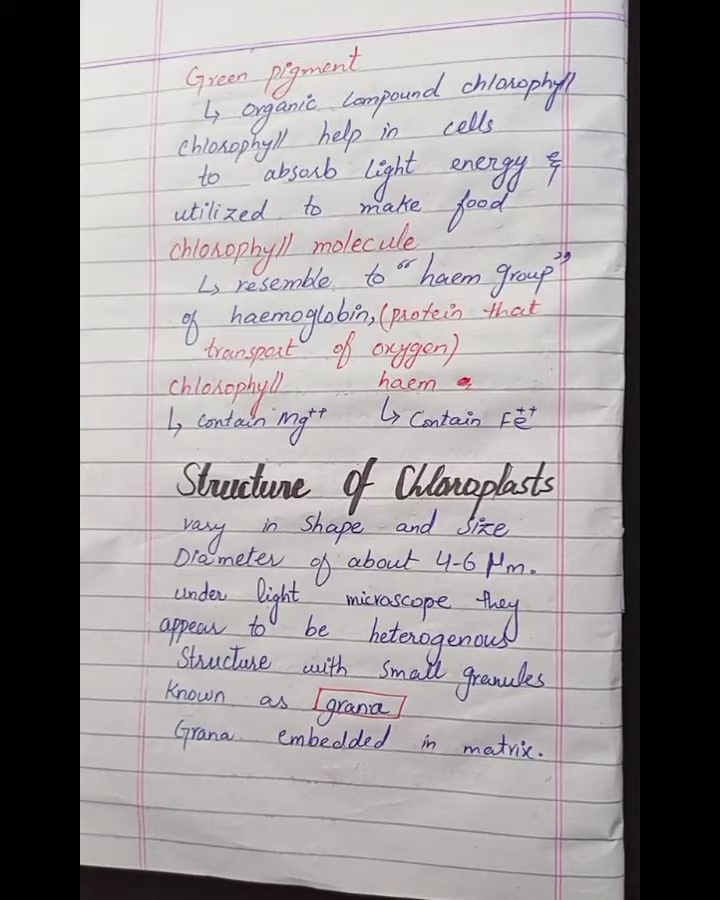 Green pigment
↳ organic compound chlorophyll
chlorophyll help in cells
to absorb light energy &
utilized to make food
chlorophyll molecule
↳ resemble to "haem group"
of haemoglobin, (protein that
transport of oxygen)
chlorophyll haem
↳ contain Mg++ ↳ Contain Fe++
Structure of Chloroplasts
vary in shape and size
Diameter of about 4-6 μm.
under light microscope they
appear to be heterogenous
Structure with small granules
Known as grana
Grana embedded in matrix.